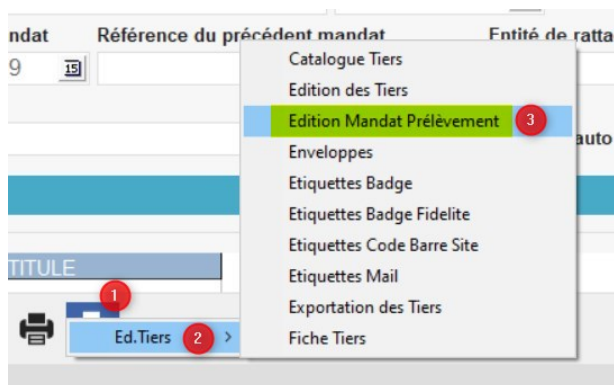 ndat Référence du précédent mandat Entité de ratta
9 15
Catalogue Tiers
Edition des Tiers
Edition Mandat Prélèvement 3
auto
Enveloppes
Etiquettes Badge
Etiquettes Badge Fidelite
Etiquettes Code Barre Site
TITULE
Etiquettes Mail
1
Exportation des Tiers
Ed.Tiers 2 >
Fiche Tiers